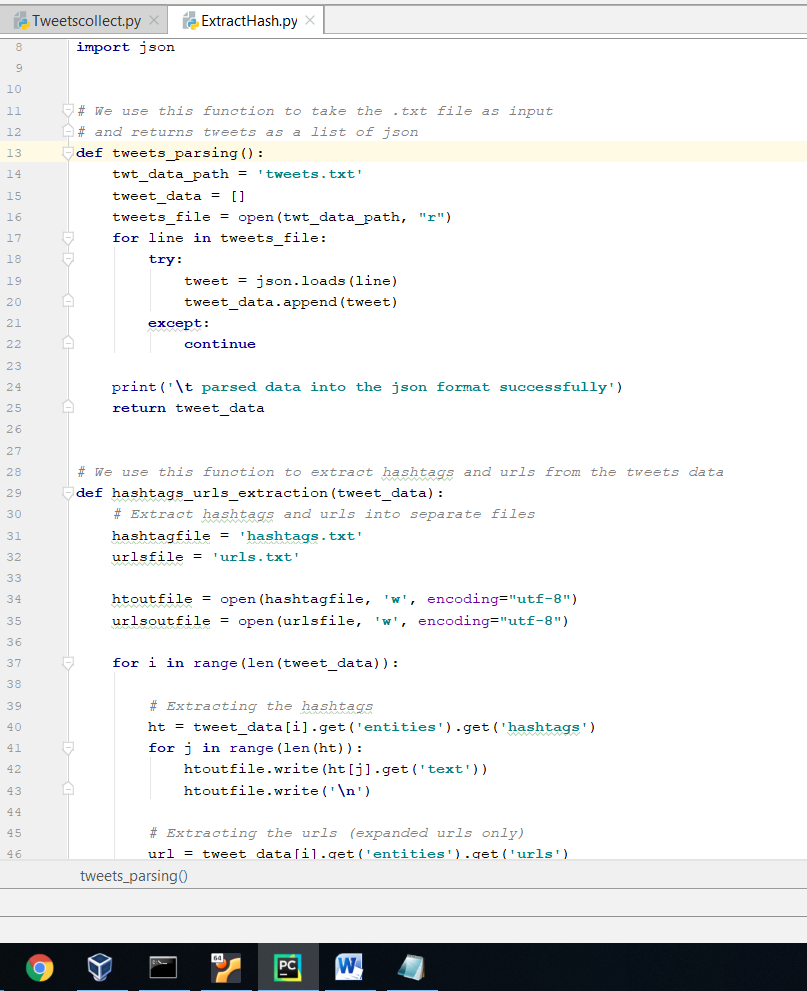 Tweetscollect.py
ExtractHash.py
8 import json
9
10
11 # We use this function to take the .txt file as input
12 # and returns tweets as a list of json
13 def tweets_parsing():
14     twt_data_path = 'tweets.txt'
15     tweet_data = []
16     tweets_file = open(twt_data_path, "r")
17     for line in tweets_file:
18         try:
19             tweet = json.loads(line)
20             tweet_data.append(tweet)
21         except:
22             continue
23
24     print('\t parsed data into the json format successfully')
25     return tweet_data
26
27
28 # We use this function to extract hashtags and urls from the tweets data
29 def hashtags_urls_extraction(tweet_data):
30     # Extract hashtags and urls into separate files
31     hashtagfile = 'hashtags.txt'
32     urlsfile = 'urls.txt'
33
34     htoutfile = open(hashtagfile, 'w', encoding="utf-8")
35     urlsoutfile = open(urlsfile, 'w', encoding="utf-8")
36
37     for i in range(len(tweet_data)):
38
39         # Extracting the hashtags
40         ht = tweet_data[i].get('entities').get('hashtags')
41         for j in range(len(ht)):
42             htoutfile.write(ht[j].get('text'))
43             htoutfile.write('\n')
44
45         # Extracting the urls (expanded urls only)
46         url = tweet_data[i].get('entities').get('urls')
tweets_parsing()
64
PC
W